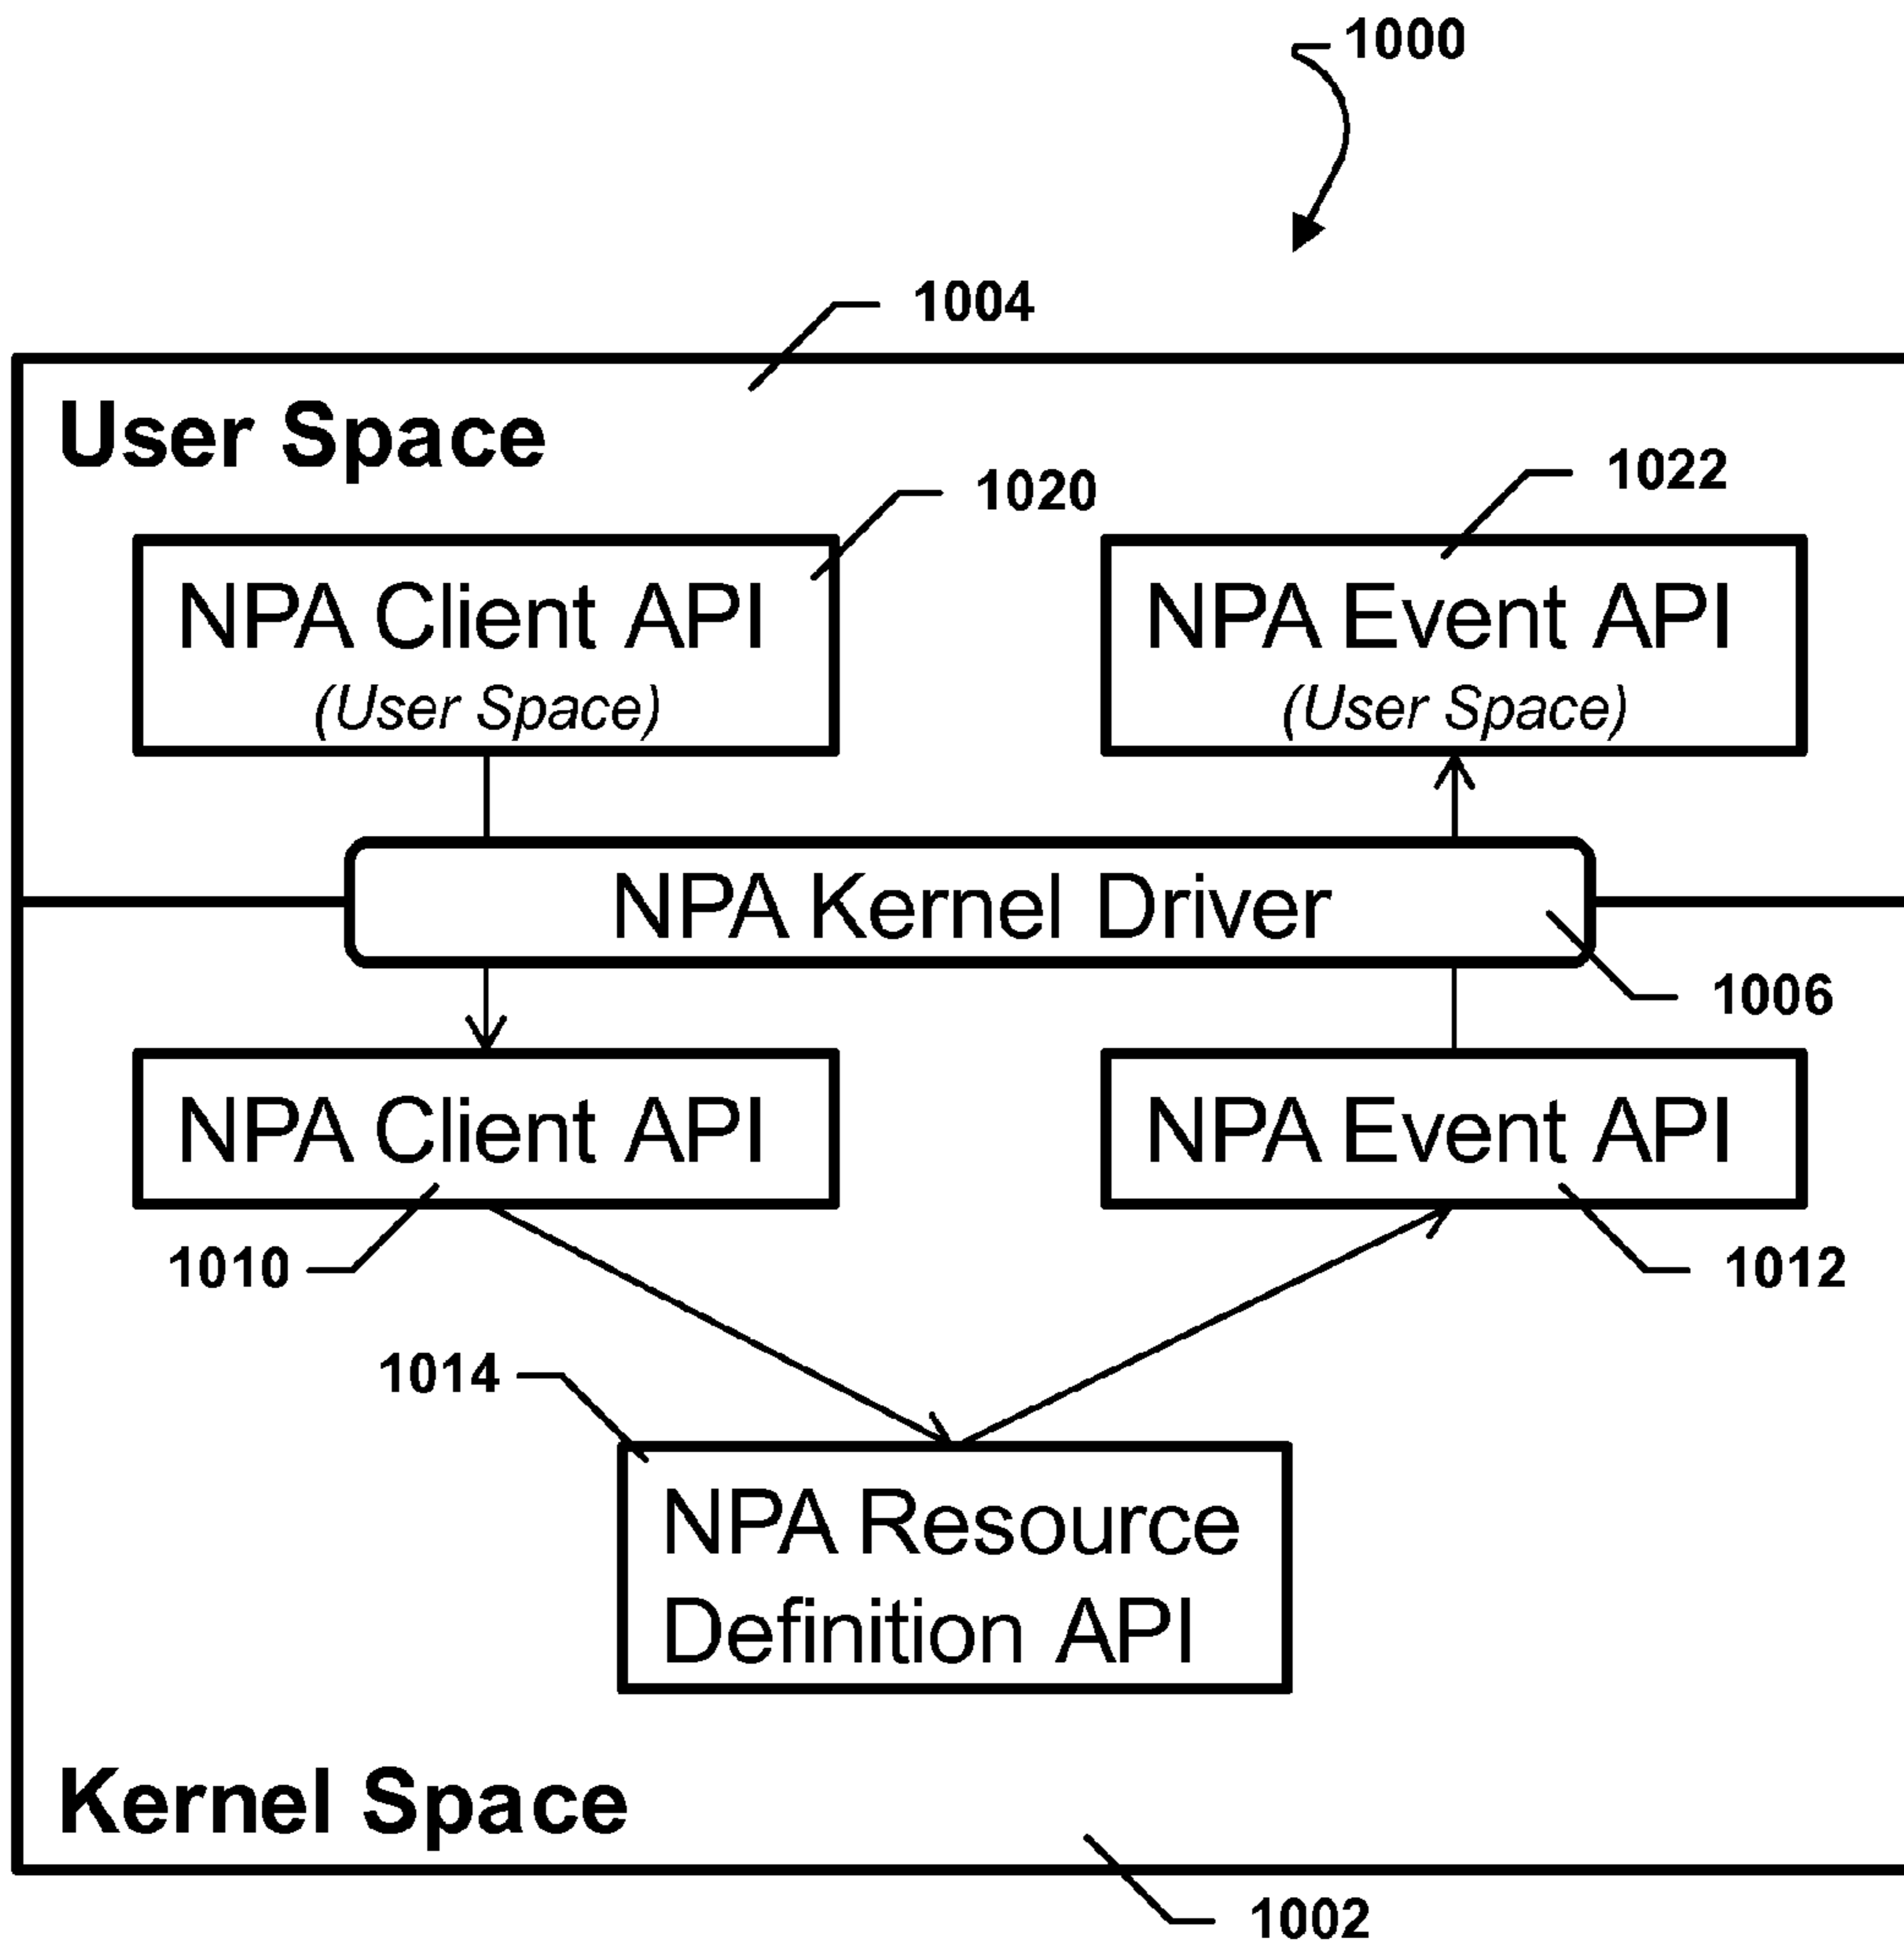 1000
1004
User Space
1022
1020
NPA Client API
(User Space)
NPA Event API
(User Space)
NPA Kernel Driver
1006
NPA Client API
NPA Event API
1010
1012
1014
NPA Resource
Definition API
Kernel Space
1002